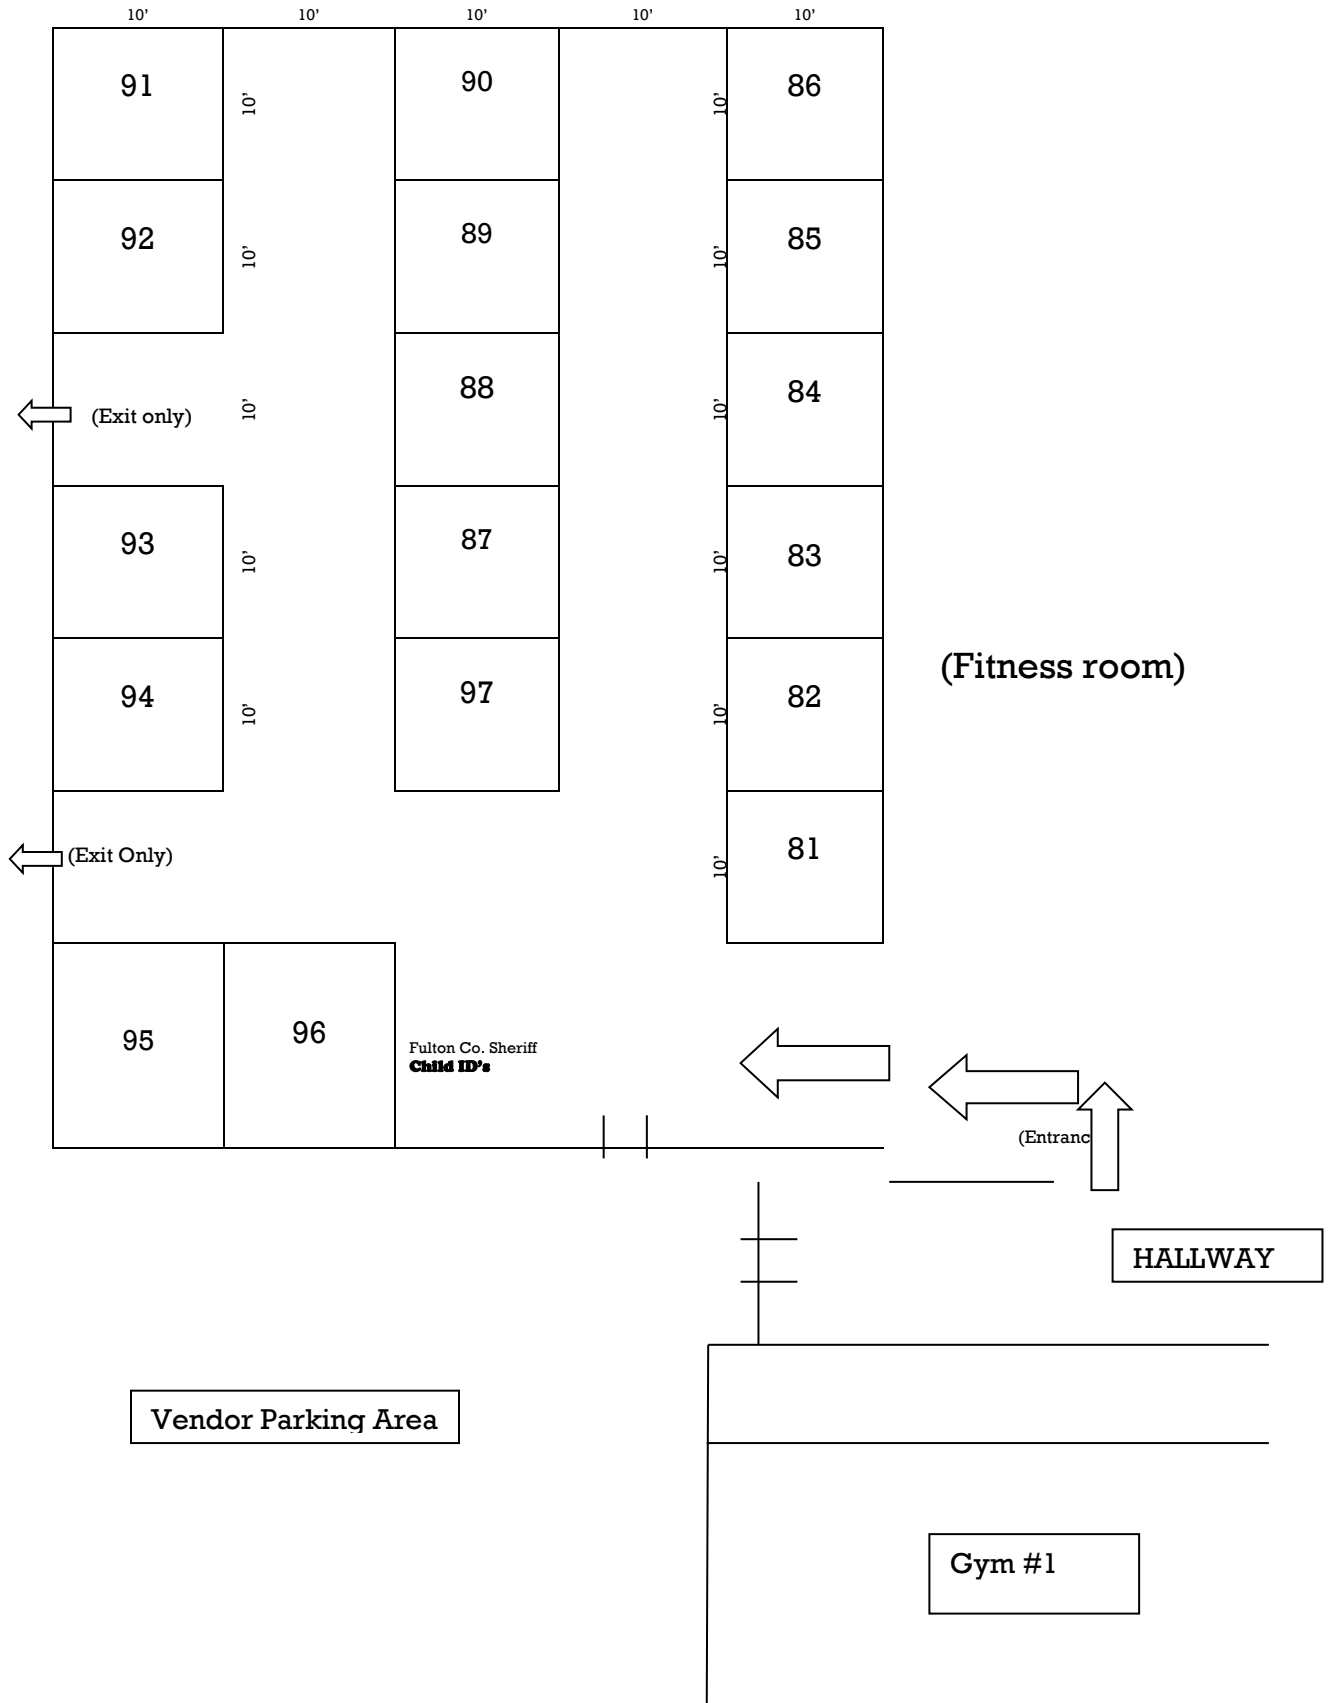 10’ 10’ 10’ 10’ 10’
91 90 86
10’ 10’
92 89 85
10’ 10’
88 84
(Exit only) 10’ 10’
93 87 83
10’ 10’
94 97 82
10’ 10’
(Fitness room)
81
(Exit Only) 10’
95 96
Fulton Co. Sheriff
Child ID’s
(Entranc
HALLWAY
Vendor Parking Area
Gym #1